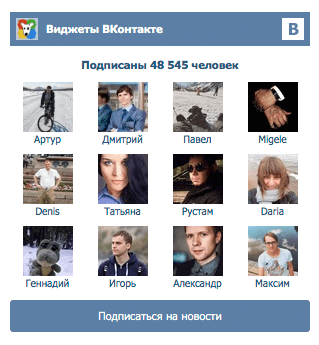 Виджеты ВКонтакте
В
Подписаны 48 545 человек
Артур Дмитрий Павел Migele
Denis Татьяна Рустам Daria
Геннадий Игорь Александр Максим
Подписаться на новости